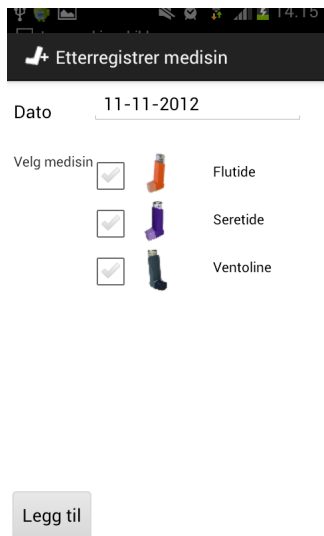 14.15
Etterregistrer medisin
Dato
11-11-2012
Velg medisin
Flutide
Seretide
Ventoline
Legg til